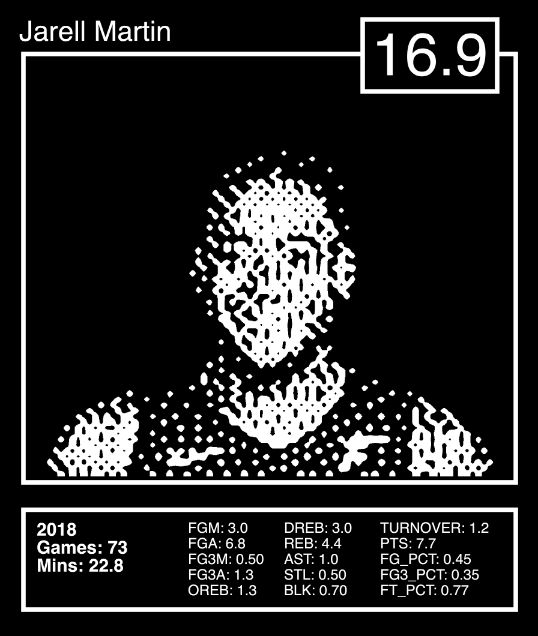 Jarell Martin
16.9
2018
Games: 73
Mins: 22.8
FGM: 3.0
FGA: 6.8
FG3M: 0.50
FG3A: 1.3
OREB: 1.3
DREB: 3.0
REB: 4.4
AST: 1.0
STL: 0.50
BLK: 0.70
TURNOVER: 1.2
PTS: 7.7
FG_PCT: 0.45
FG3_PCT: 0.35
FT_PCT: 0.77